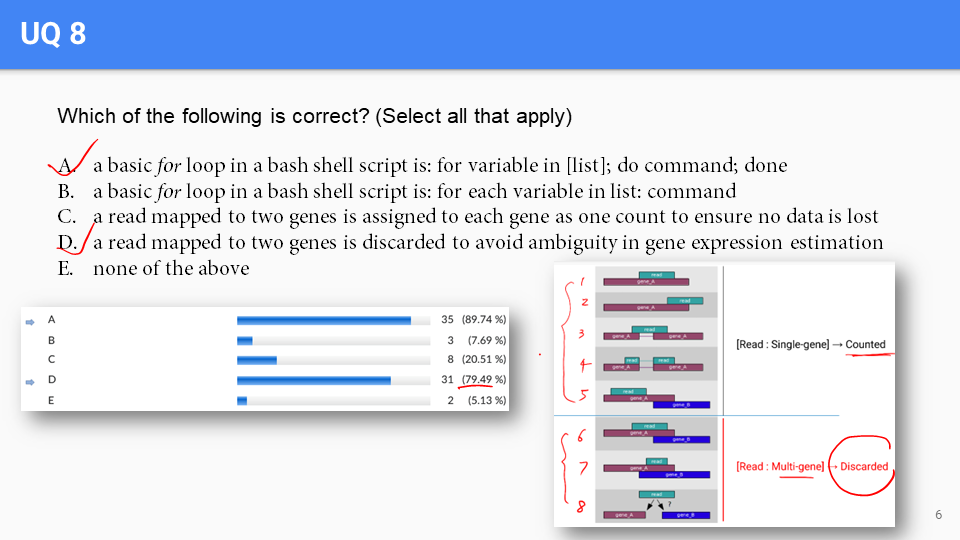 UQ 8
Which of the following is correct? (Select all that apply)
A. a basic for loop in a bash shell script is: for variable in [list]; do command; done
B. a basic for loop in a bash shell script is: for each variable in list: command
C. a read mapped to two genes is assigned to each gene as one count to ensure no data is lost
D. a read mapped to two genes is discarded to avoid ambiguity in gene expression estimation
E. none of the above
A 35 (89.74 %)
B 3 (7.69 %)
C 8 (20.51 %)
D 31 (79.49 %)
E 2 (5.13 %)
1 read
gene_A
2 read
gene_A
3 read
gene_A gene_A
4 read read
gene_A gene_A
5 read
gene_A
gene_B
[Read : Single-gene] → Counted
6 read
gene_A
gene_B
7 read
gene_A
gene_B
8 read
?
gene_A gene_B
[Read : Multi-gene] → Discarded
6